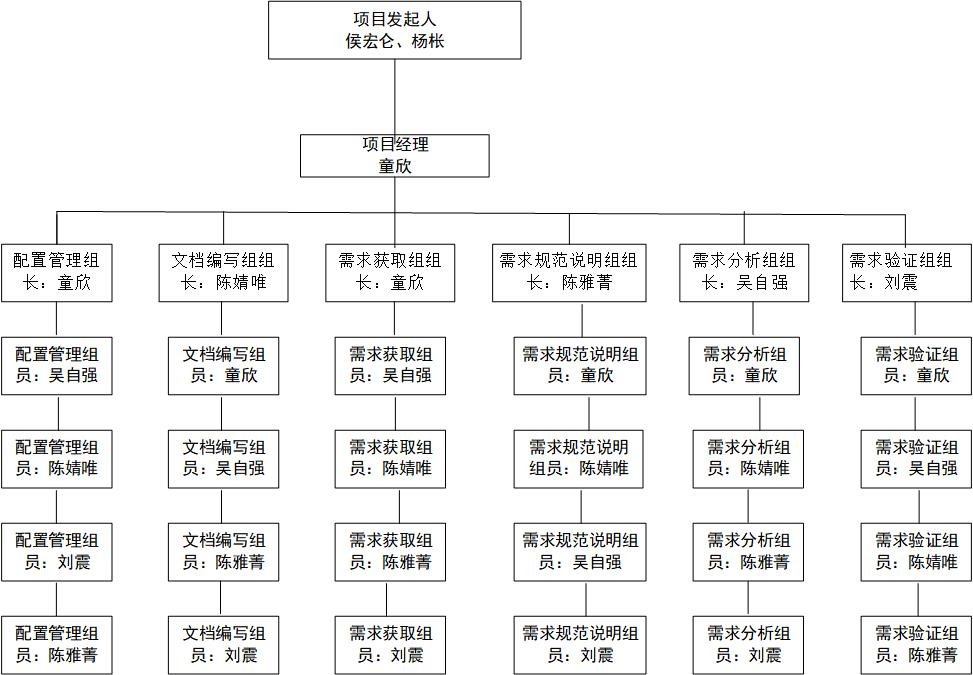 项目发起人
侯宏仑、杨枨
项目经理
童欣
配置管理组组
长：童欣
文档编写组组
长：陈婧唯
需求获取组组
长：童欣
需求规范说明组组
长：陈雅菁
需求分析组组
长：吴自强
需求验证组组
长：刘震
配置管理组
员：吴自强
文档编写组
员：童欣
需求获取组
员：吴自强
需求规范说明组
员：童欣
需求分析组
员：童欣
需求验证组
员：童欣
配置管理组
员：陈婧唯
文档编写组
员：吴自强
需求获取组
员：陈婧唯
需求规范说明
组员：陈婧唯
需求分析组
员：陈婧唯
需求验证组
员：吴自强
配置管理组
员：刘震
文档编写组
员：陈雅菁
需求获取组
员：陈雅菁
需求规范说明组
员：吴自强
需求分析组
员：陈雅菁
需求验证组
员：陈婧唯
配置管理组
员：陈雅菁
文档编写组
员：刘震
需求获取组
员：刘震
需求规范说明组
员：刘震
需求分析组
员：刘震
需求验证组
员：陈雅菁